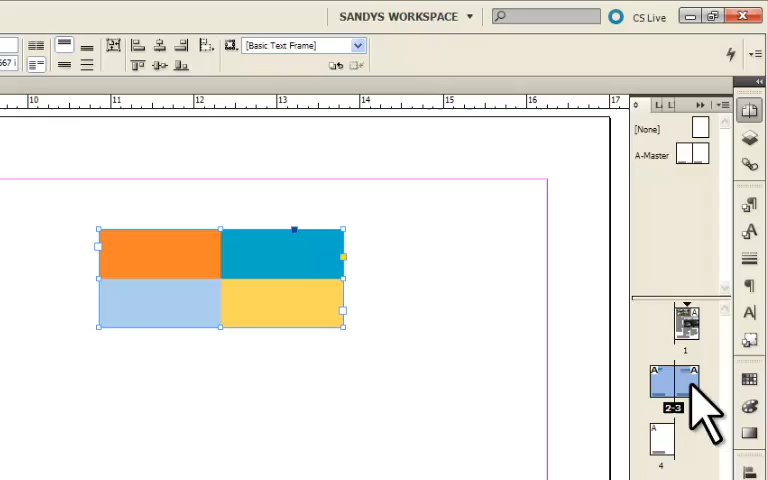 SANDYS WORKSPACE
CS Live
[Basic Text Frame]
667 i
10 11 12 13 14 15 16 17
[None]
A-Master
A
1
A A
2-3
A
4